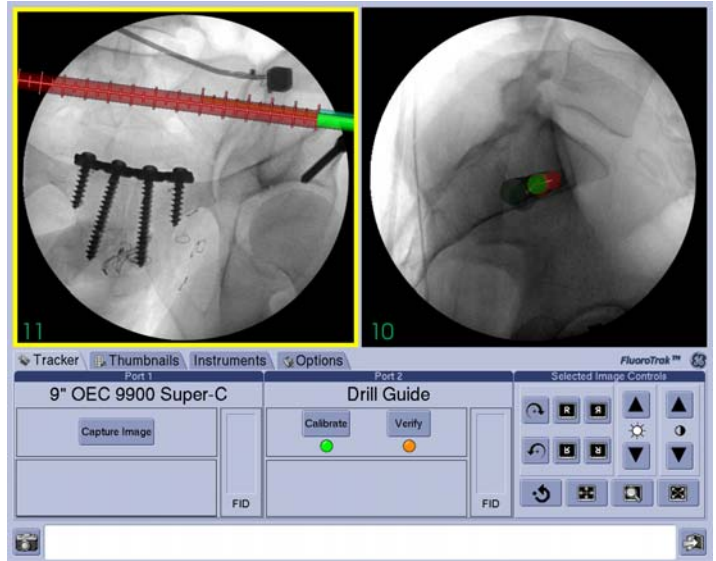 11
10
Tracker Thumbnails Instruments Options
FluoroTrak™
Port 1
Port 2
Selected Image Controls
9" OEC 9900 Super-C
Drill Guide
Capture Image
Calibrate Verify
R R
R R
FID
FID